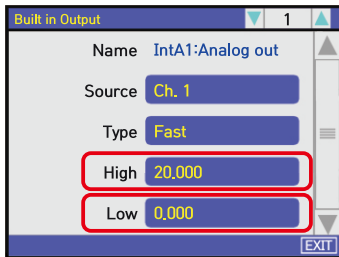 Built in Output 1
Name IntA1:Analog out
Source Ch. 1
Type Fast
High 20.000
Low 0.000
EXIT